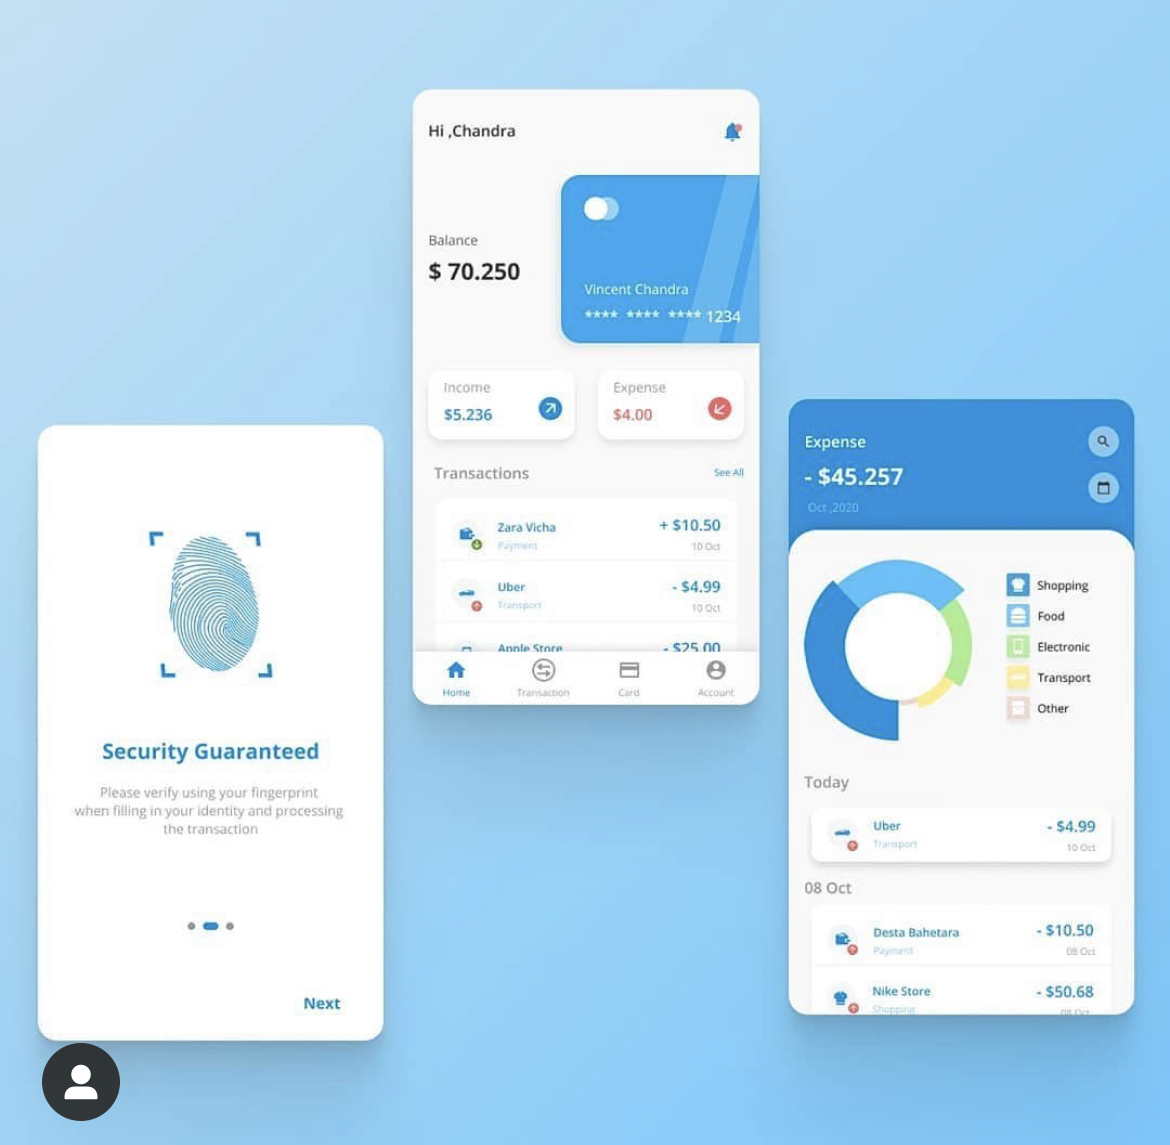 Security Guaranteed
Please verify using your fingerprint
when filling in your identity and processing
the transaction
Next
Hi ,Chandra
Balance
$ 70.250
Vincent Chandra
**** **** **** 1234
Income
$5.236
Expense
$4.00
Transactions
See All
Zara Vicha
+ $10.50
Payment
10 Oct
Uber
- $4.99
Transport
10 Oct
Apple Store
- $25.00
Home
Transaction
Card
Account
Expense
- $45.257
Oct ,2020
Shopping
Food
Electronic
Transport
Other
Today
Uber
- $4.99
Transport
10 Oct
08 Oct
Desta Bahetara
- $10.50
Payment
08 Oct
Nike Store
- $50.68
Shopping
08 Oct